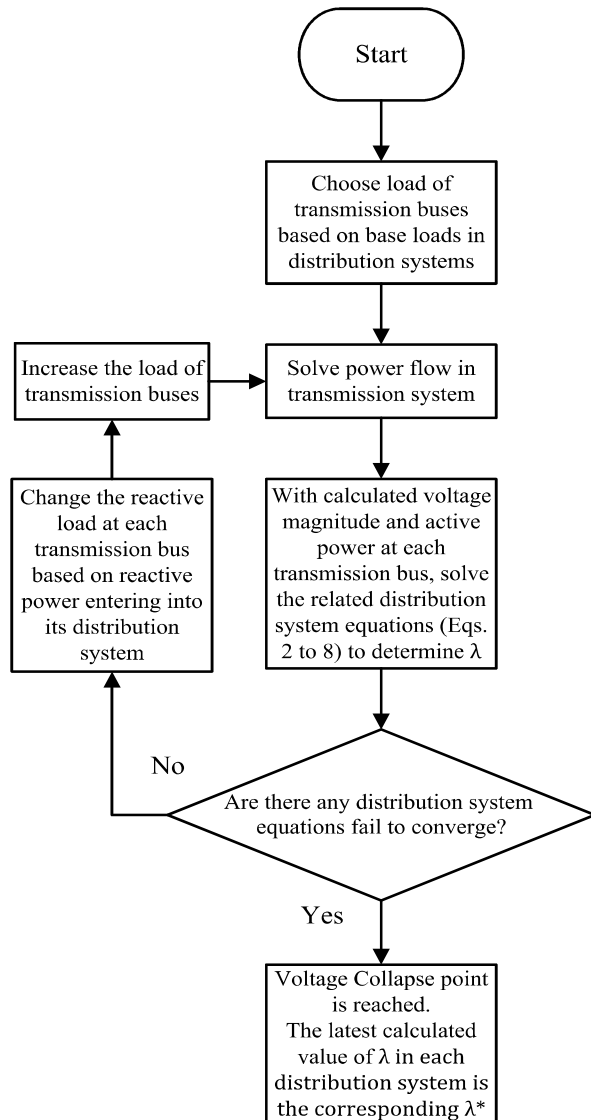 Start
Choose load of
transmission buses
based on base loads in
distribution systems
Increase the load of
transmission buses
Solve power flow in
transmission system
Change the reactive
load at each
transmission bus
based on reactive
power entering into
its distribution
system
With calculated voltage
magnitude and active
power at each
transmission bus, solve
the related distribution
system equations (Eqs.
2 to 8) to determine λ
No
Are there any distribution system
equations fail to converge?
Yes
Voltage Collapse point
is reached.
The latest calculated
value of λ in each
distribution system is
the corresponding λ*